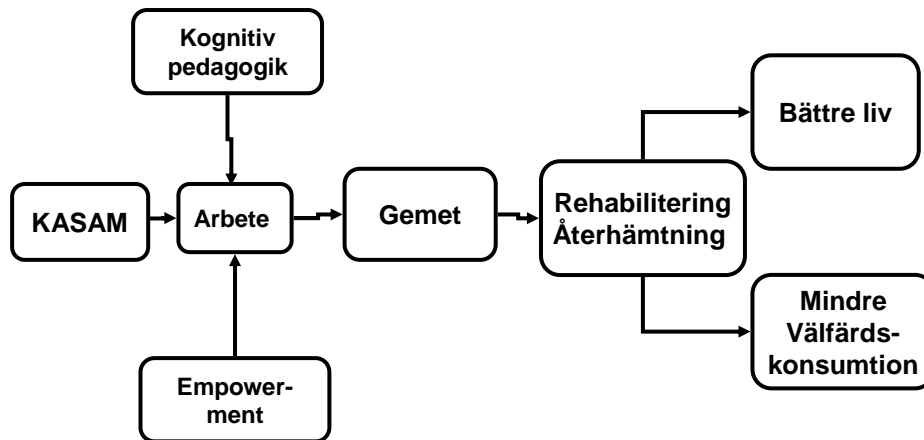 Kognitiv
pedagogik
KASAM
Arbete
Empower-
ment
Gemet
Rehabilitering
Återhämtning
Bättre liv
Mindre
Välfärds-
konsumtion